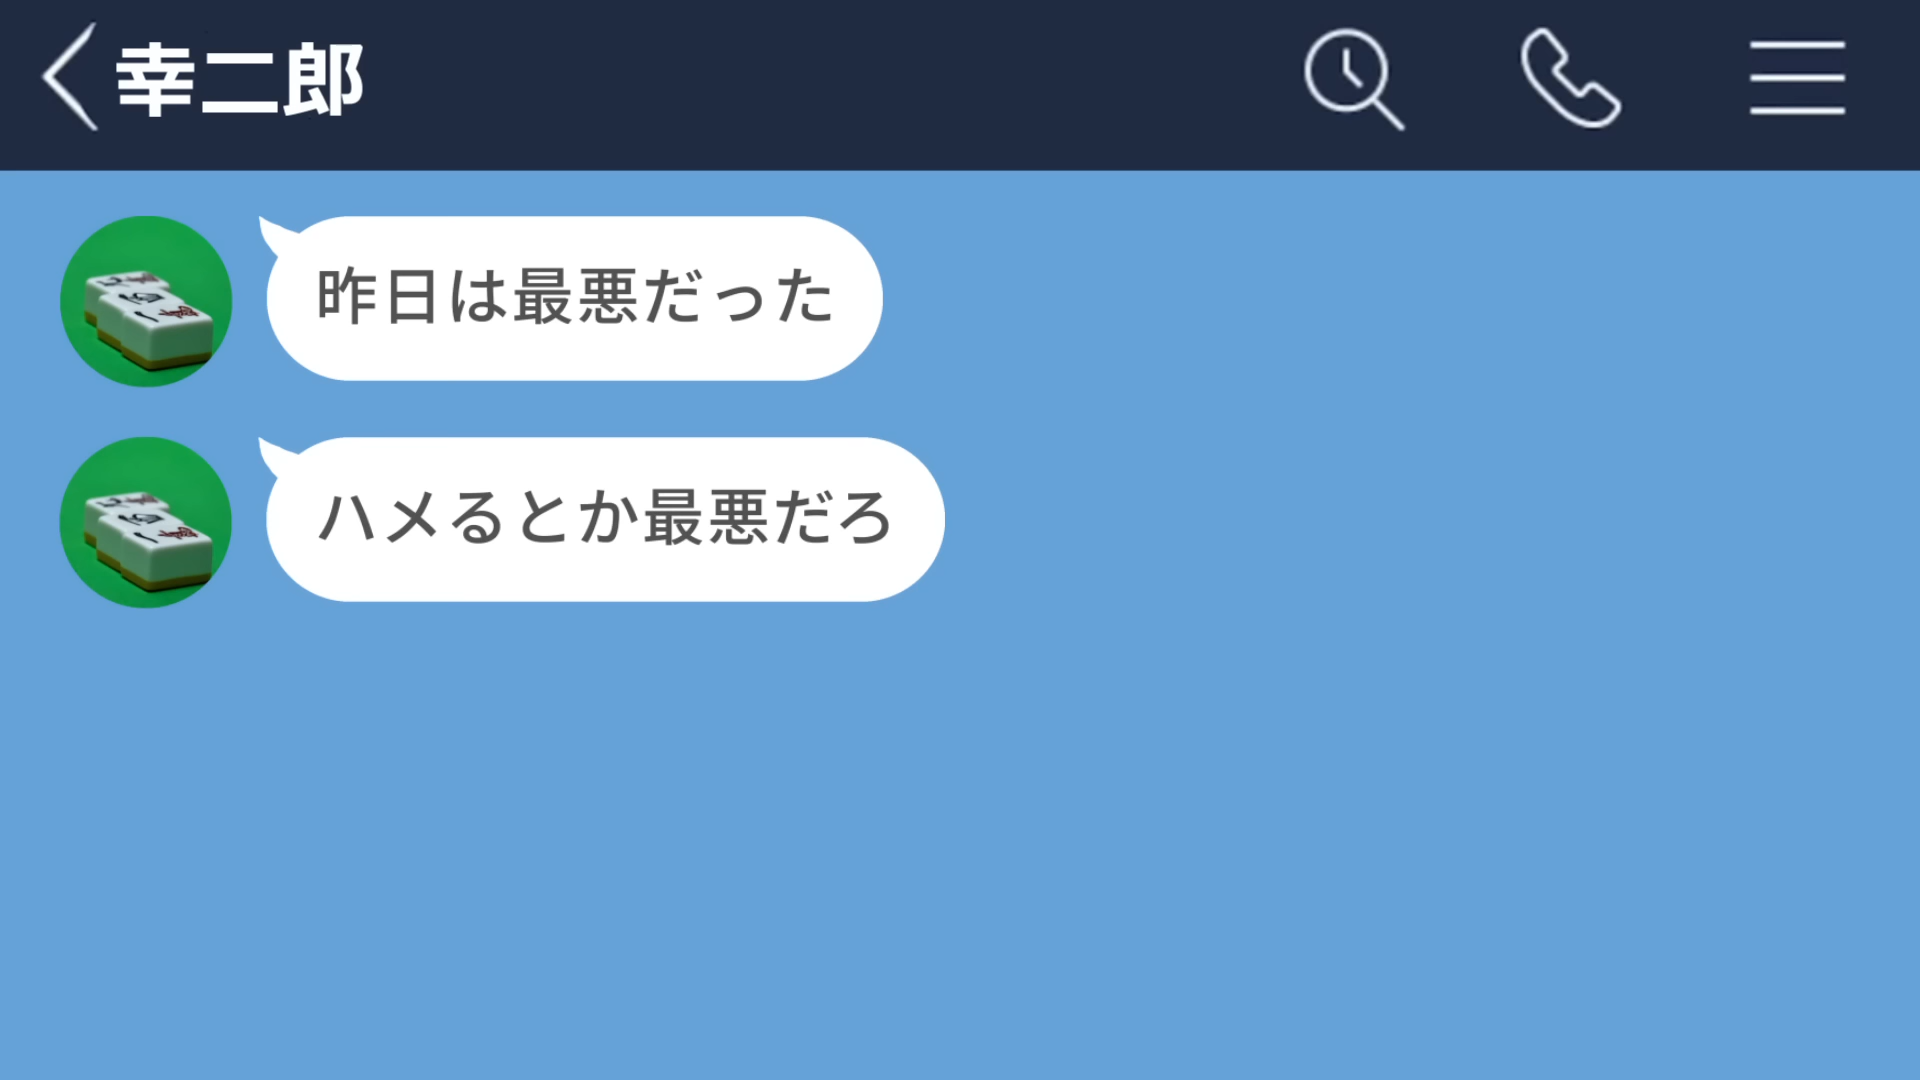 幸二郎
昨日は最悪だった
ハメるとか最悪だろ